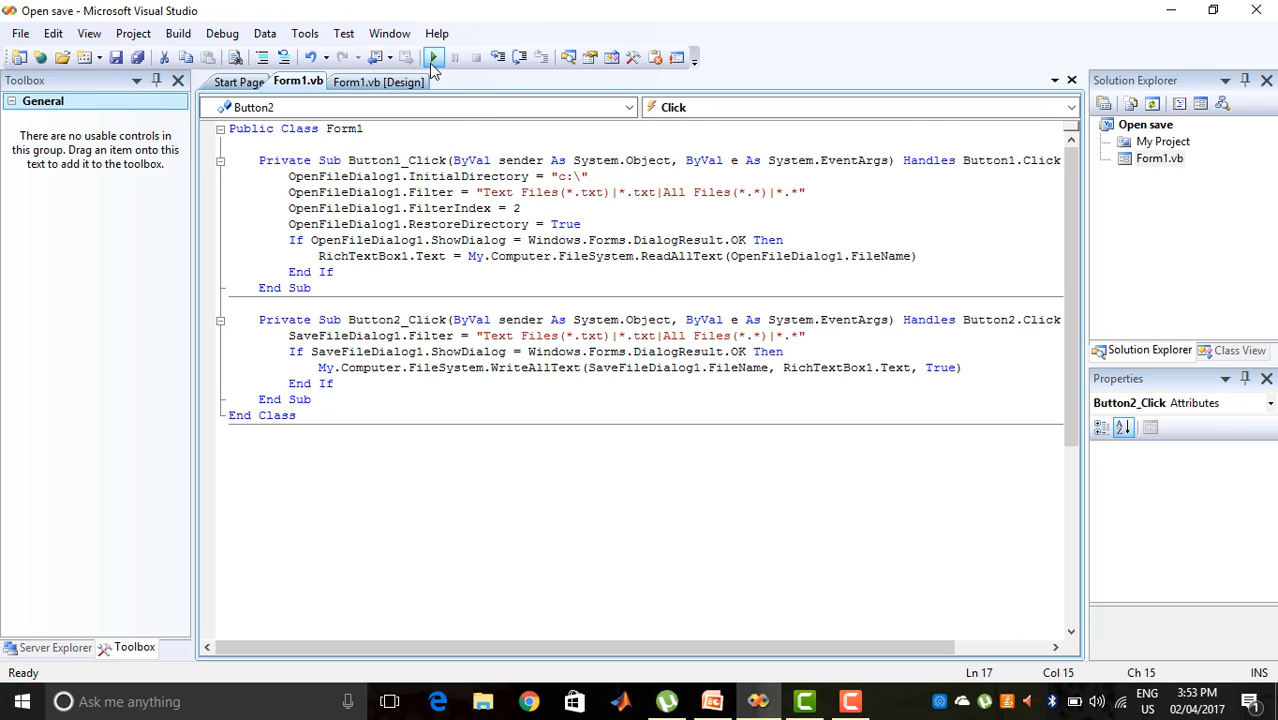 Open save - Microsoft Visual Studio
File Edit View Project Build Debug Data Tools Test Window Help
Toolbox
General
There are no usable controls in
this group. Drag an item onto this
text to add it to the toolbox.
Server Explorer Toolbox
Start Page Form1.vb Form1.vb [Design]
Button2 Click
Public Class Form1
Private Sub Button1_Click(ByVal sender As System.Object, ByVal e As System.EventArgs) Handles Button1.Click
OpenFileDialog1.InitialDirectory = "c:\"
OpenFileDialog1.Filter = "Text Files(*.txt)|*.txt|All Files(*.*)|*.*"
OpenFileDialog1.FilterIndex = 2
OpenFileDialog1.RestoreDirectory = True
If OpenFileDialog1.ShowDialog = Windows.Forms.DialogResult.OK Then
RichTextBox1.Text = My.Computer.FileSystem.ReadAllText(OpenFileDialog1.FileName)
End If
End Sub
Private Sub Button2_Click(ByVal sender As System.Object, ByVal e As System.EventArgs) Handles Button2.Click
SaveFileDialog1.Filter = "Text Files(*.txt)|*.txt|All Files(*.*)|*.*"
If SaveFileDialog1.ShowDialog = Windows.Forms.DialogResult.OK Then
My.Computer.FileSystem.WriteAllText(SaveFileDialog1.FileName, RichTextBox1.Text, True)
End If
End Sub
End Class
Solution Explorer
Open save
My Project
Form1.vb
Solution Explorer Class View
Properties
Button2_Click Attributes
Ready Ln 17 Col 15 Ch 15 INS
Ask me anything
ENG
US
3:53 PM
02/04/2017